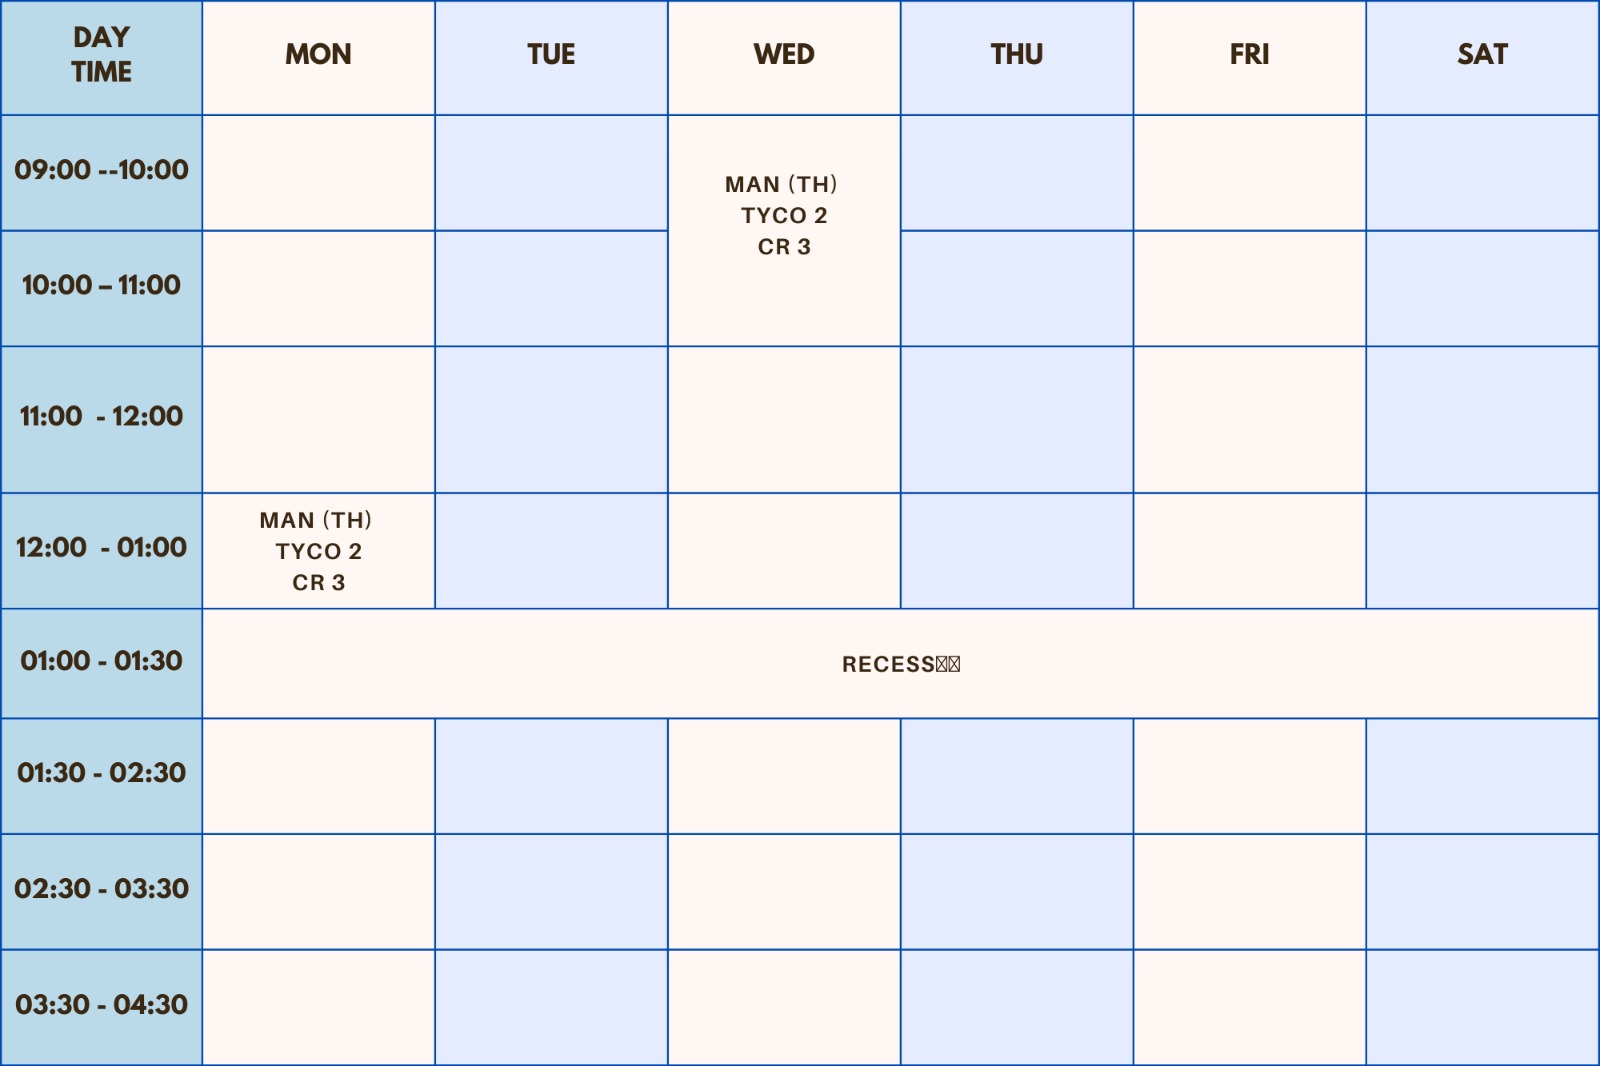 DAY
TIME
MON
TUE
WED
THU
FRI
SAT
09:00 --10:00
MAN (TH)
TYCO 2
CR 3
10:00 – 11:00
11:00  - 12:00
12:00  - 01:00
MAN (TH)
TYCO 2
CR 3
01:00 - 01:30
RECESS
01:30 - 02:30
02:30 - 03:30
03:30 - 04:30